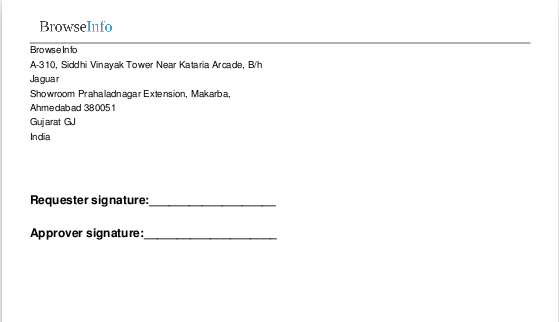 BrowseInfo
BrowseInfo
A-310, Siddhi Vinayak Tower Near Kataria Arcade, B/h
Jaguar
Showroom Prahaladnagar Extension, Makarba,
Ahmedabad 380051
Gujarat GJ
India
Requester signature:___________________
Approver signature:____________________